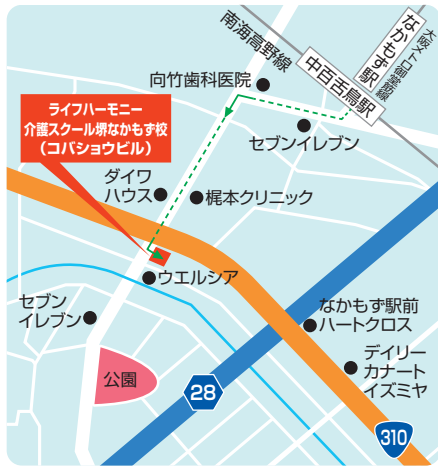 南海高野線
大阪メトロ御堂筋線
なかもず駅
中百舌鳥駅
向竹歯科医院
セブンイレブン
ライフハーモニー
介護スクール堺なかもず校
(コバショウビル)
ダイワ
ハウス
梶本クリニック
ウエルシア
セブン
イレブン
なかもず駅前
ハートクロス
デイリー
カナート
イズミヤ
公園
28
310